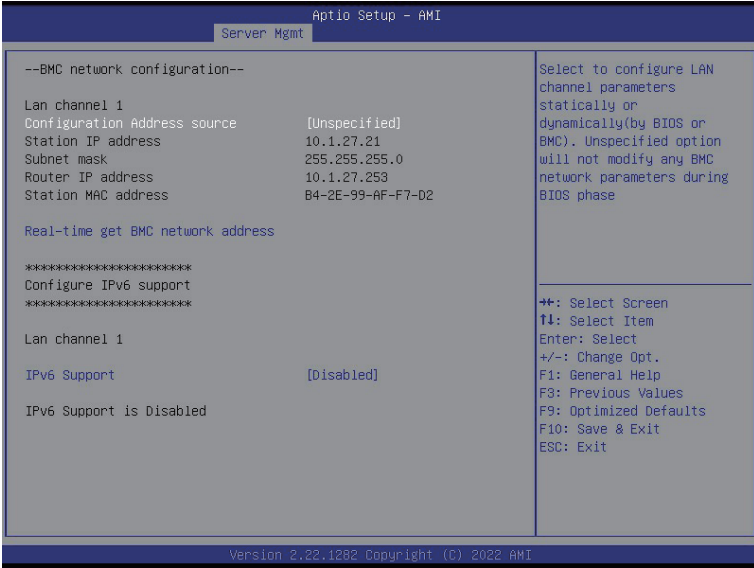 Aptio Setup – AMI
Server Mgmt
--BMC network configuration--
Lan channel 1
Configuration Address source [Unspecified]
Station IP address 10.1.27.21
Subnet mask 255.255.255.0
Router IP address 10.1.27.253
Station MAC address B4-2E-99-AF-F7-D2
Real-time get BMC network address
**********************
Configure IPv6 support
**********************
Lan channel 1
IPv6 Support [Disabled]
IPv6 Support is Disabled
Select to configure LAN
channel parameters
statically or
dynamically(by BIOS or
BMC). Unspecified option
will not modify any BMC
network parameters during
BIOS phase
→←: Select Screen
↑↓: Select Item
Enter: Select
+/-: Change Opt.
F1: General Help
F3: Previous Values
F9: Optimized Defaults
F10: Save & Exit
ESC: Exit
Version 2.22.1282 Copyright (C) 2022 AMI